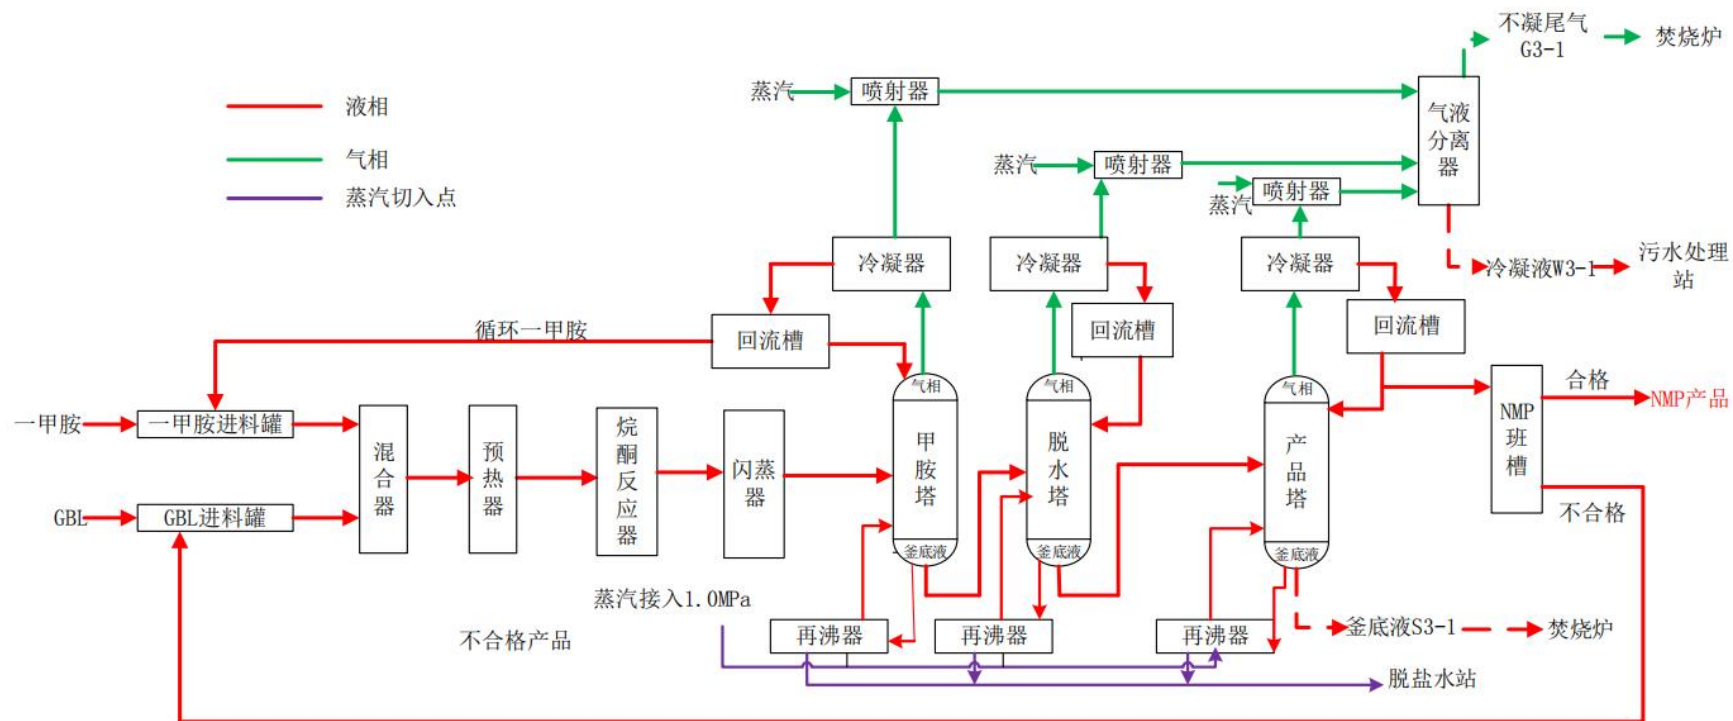 不凝尾气
G3-1
焚烧炉
液相
气相
蒸汽切入点
蒸汽
喷射器
气液
分离
器
蒸汽
喷射器
蒸汽
喷射器
冷凝器
冷凝器
冷凝器
冷凝液W3-1
污水处理
站
循环一甲胺
回流槽
回流槽
回流槽
气相
气相
气相
一甲胺
一甲胺进料罐
GBL
GBL进料罐
混
合
器
预
热
器
烷
酮
反
应
器
闪
蒸
器
甲
胺
塔
脱
水
塔
产
品
塔
NMP
班
槽
合格
NMP产品
不合格
釜底液
釜底液
釜底液
蒸汽接入1.0MPa
不合格产品
再沸器
再沸器
再沸器
釜底液S3-1
焚烧炉
脱盐水站